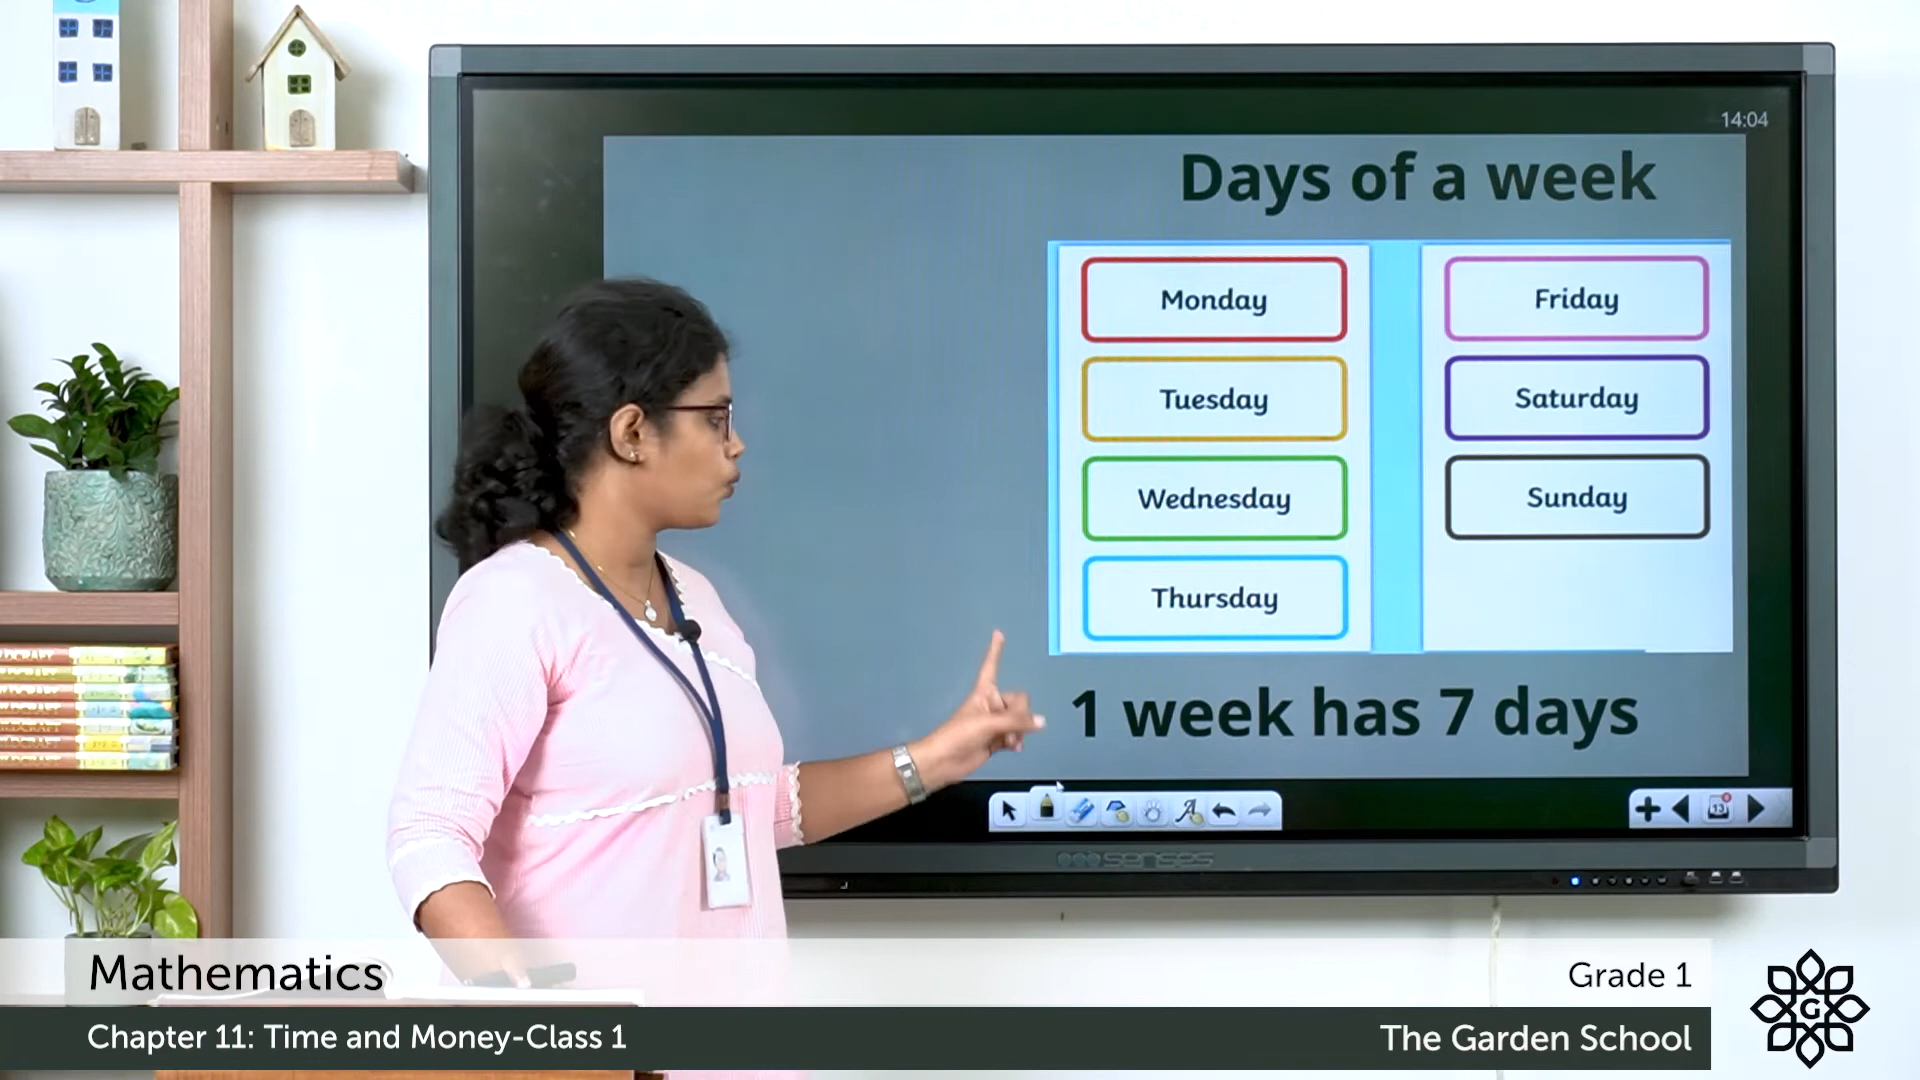 14:04
Days of a week
Monday
Tuesday
Wednesday
Thursday
Friday
Saturday
Sunday
1 week has 7 days
senses
Mathematics
Grade 1
Chapter 11: Time and Money-Class 1
The Garden School
G